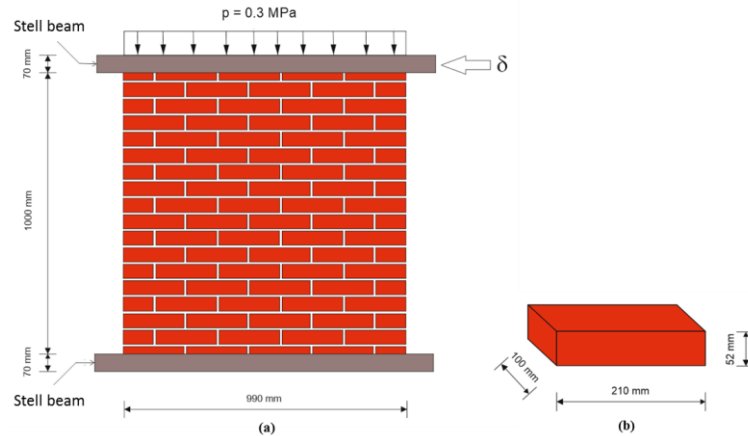 p = 0.3 MPa
Stell beam
70 mm
δ
1000 mm
70 mm
Stell beam
990 mm
(a)
100 mm
210 mm
52 mm
(b)